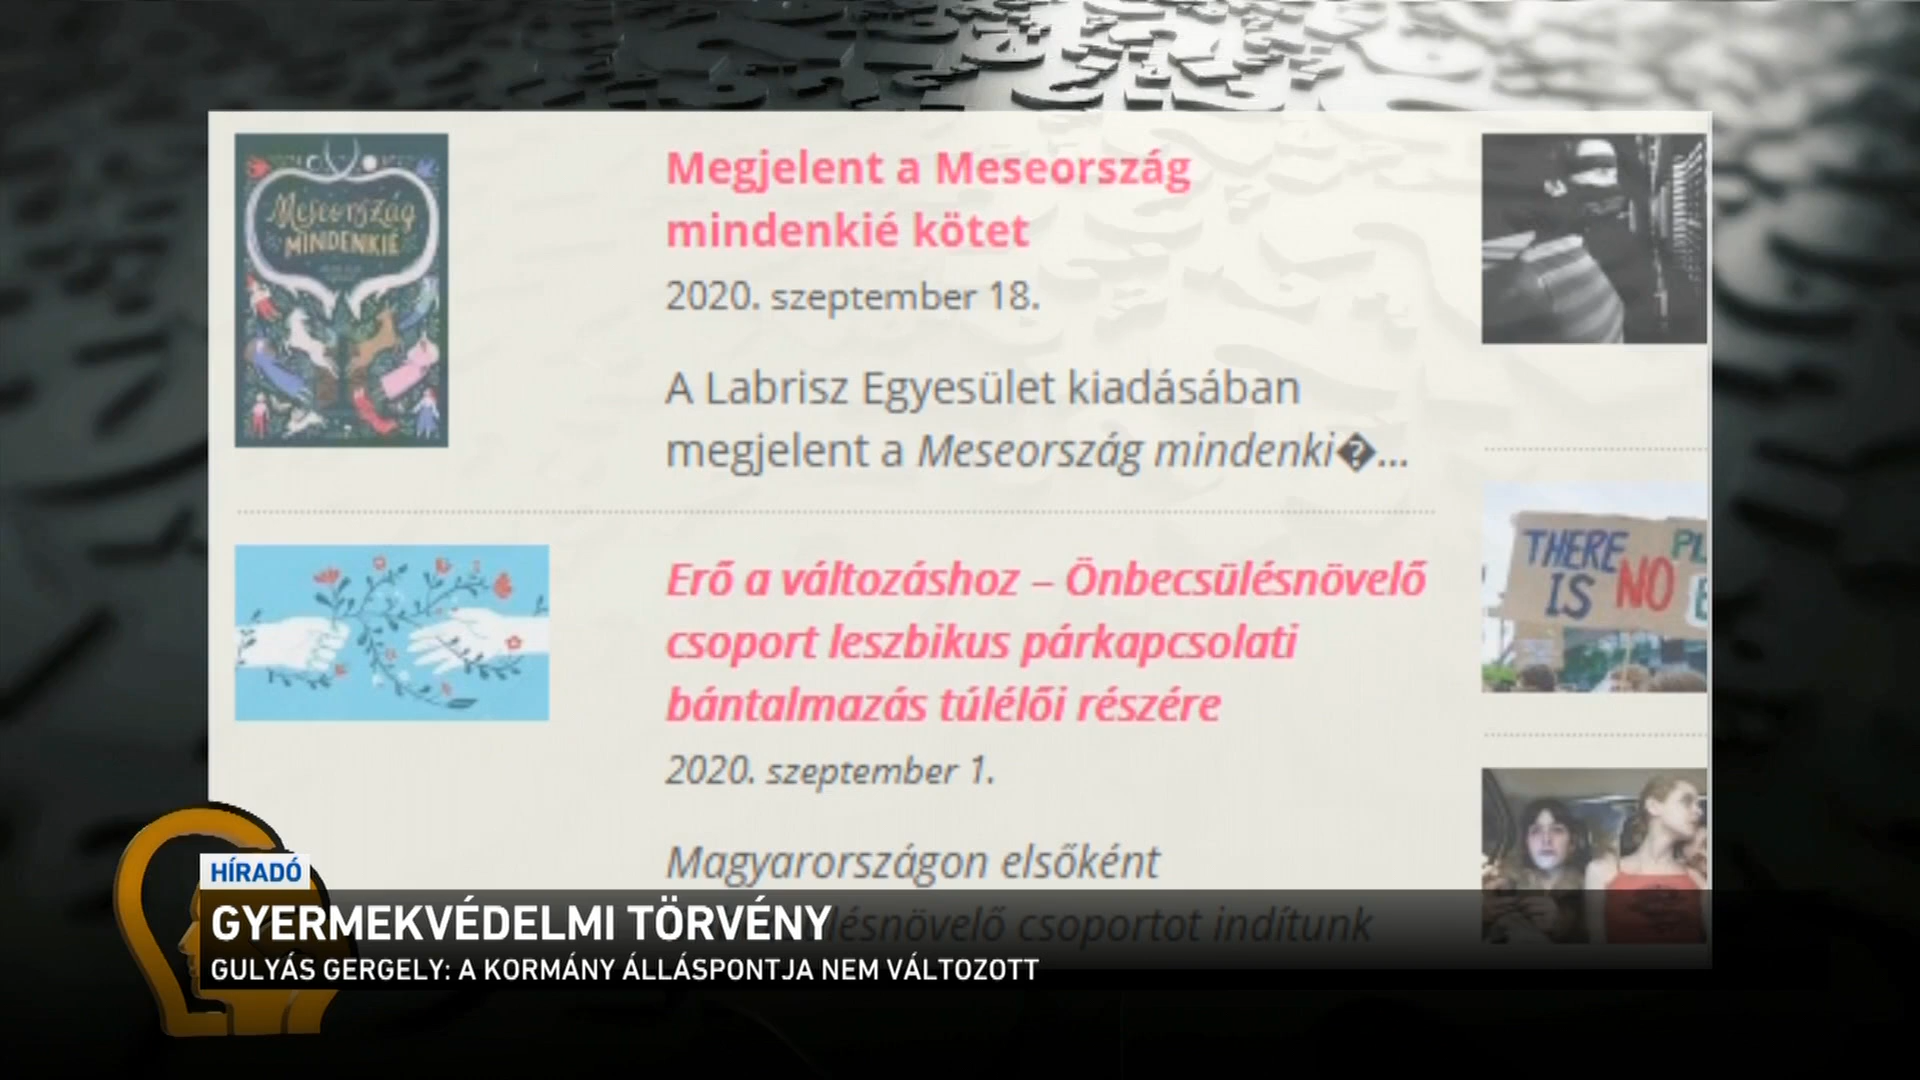 Meseország
MINDENKIÉ
Megjelent a Meseország
mindenkié kötet
2020. szeptember 18.
A Labrisz Egyesület kiadásában
megjelent a Meseország mindenki�...
Erő a változáshoz – Önbecsülésnövelő
csoport leszbikus párkapcsolati
bántalmazás túlélői részére
2020. szeptember 1.
Magyarországon elsőként
csoportot indítunk
THERE
IS NO
HÍRADÓ
GYERMEKVÉDELMI TÖRVÉNY
GULYÁS GERGELY: A KORMÁNY ÁLLÁSPONTJA NEM VÁLTOZOTT